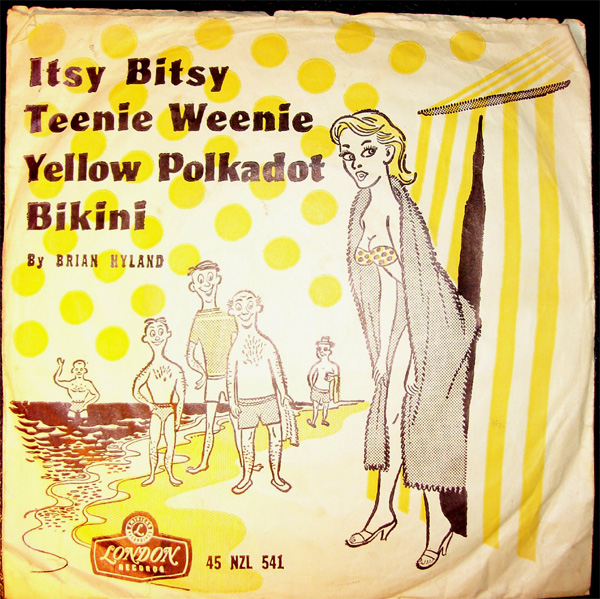 Itsy Bitsy
Teenie Weenie
Yellow Polkadot
Bikini
By BRIAN HYLAND
LONDON
RECORDS
45 NZL 541